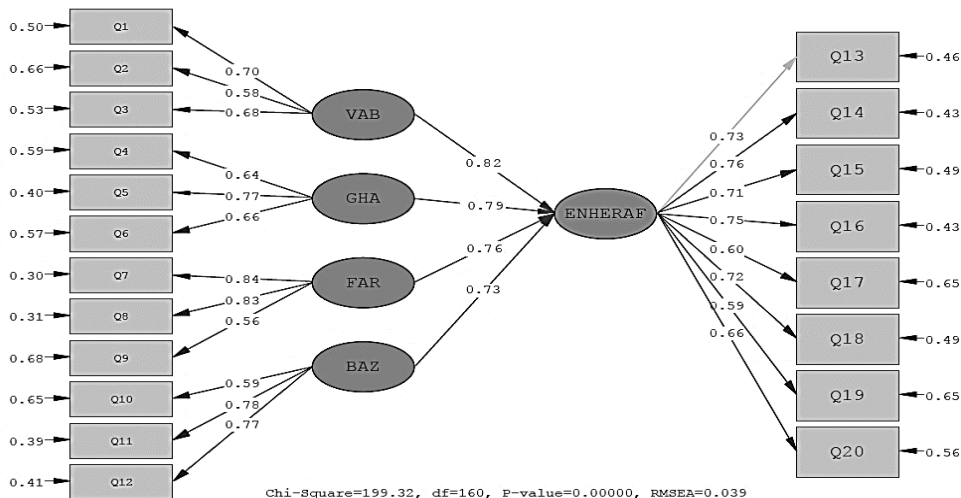 0.50 Q1
0.66 Q2
0.53 Q3
0.59 Q4
0.40 Q5
0.57 Q6
0.30 Q7
0.31 Q8
0.68 Q9
0.65 Q10
0.39 Q11
0.41 Q12
0.70
0.58
0.68
0.64
0.77
0.66
0.84
0.83
0.56
0.59
0.78
0.77
VAB
GHA
FAR
BAZ
0.82
0.79
0.76
0.73
ENHERAF
0.73
0.76
0.71
0.75
0.60
0.72
0.59
0.66
Q13 0.46
Q14 0.43
Q15 0.49
Q16 0.43
Q17 0.65
Q18 0.49
Q19 0.65
Q20 0.56
Chi-Square=199.32, df=160, P-value=0.00000, RMSEA=0.039